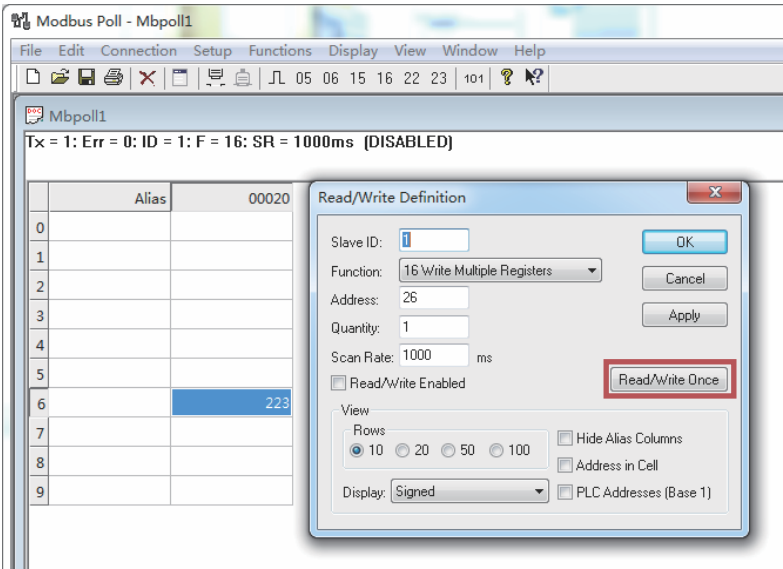 Modbus Poll - Mbpoll1
File Edit Connection Setup Functions Display View Window Help
05 06 15 16 22 23 101
Mbpoll1
Tx = 1: Err = 0: ID = 1: F = 16: SR = 1000ms (DISABLED)
Alias 00020
0
1
2
3
4
5
6 223
7
8
9
Read/Write Definition
Slave ID: 1
OK
Function: 16 Write Multiple Registers
Cancel
Address: 26
Quantity: 1
Apply
Scan Rate: 1000 ms
Read/Write Enabled
Read/Write Once
View
Rows
10 20 50 100
Hide Alias Columns
Address in Cell
Display: Signed
PLC Addresses (Base 1)